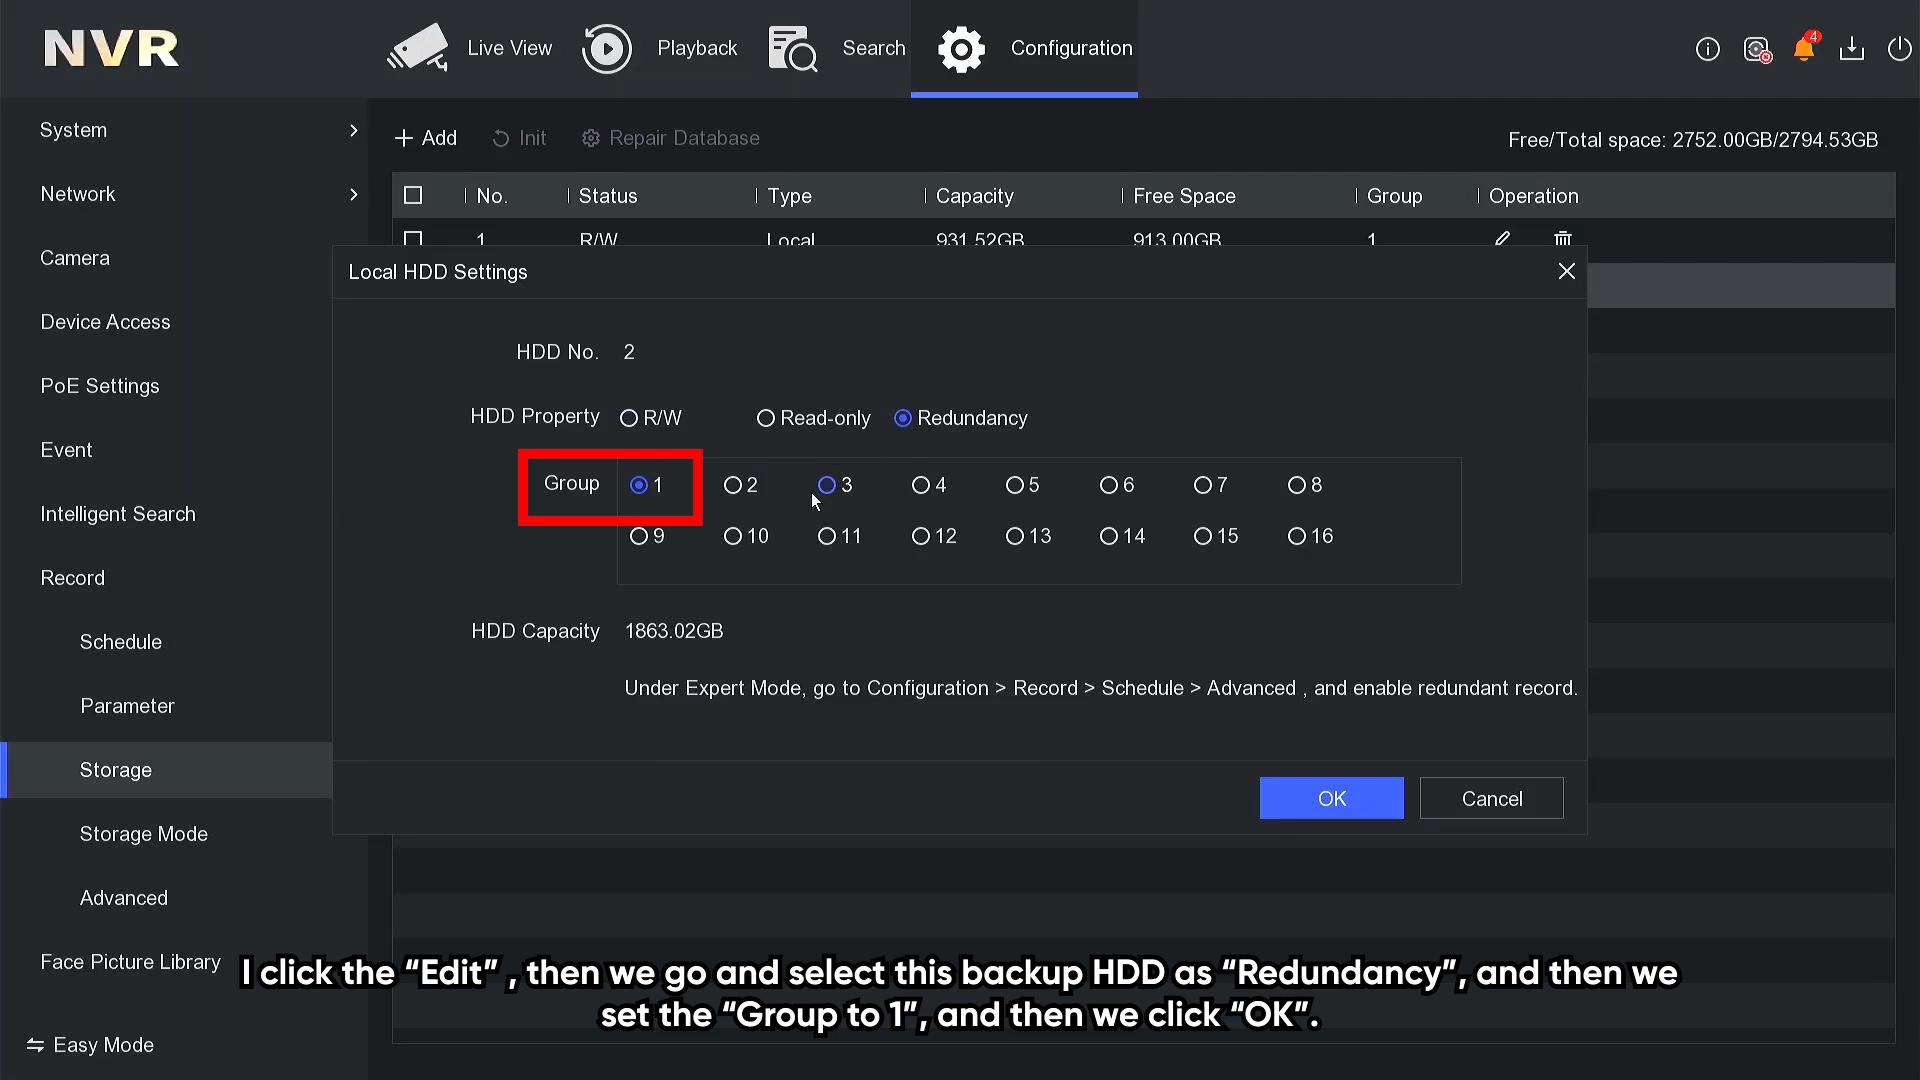 NVR
Live View
Playback
Search
Configuration
4
System
Network
Camera
Device Access
PoE Settings
Event
Intelligent Search
Record
Schedule
Parameter
Storage
Storage Mode
Advanced
Face Picture Library
Easy Mode
Add Init Repair Database
Free/Total space: 2752.00GB/2794.53GB
No. Status Type Capacity Free Space Group Operation
1 R/W Local 931.52GB 913.00GB 1
Local HDD Settings
HDD No. 2
HDD Property R/W Read-only Redundancy
Group 1 2 3 4 5 6 7 8
9 10 11 12 13 14 15 16
HDD Capacity 1863.02GB
Under Expert Mode, go to Configuration > Record > Schedule > Advanced , and enable redundant record.
OK Cancel
I click the “Edit” , then we go and select this backup HDD as “Redundancy”, and then we
set the “Group to 1”, and then we click “OK”.